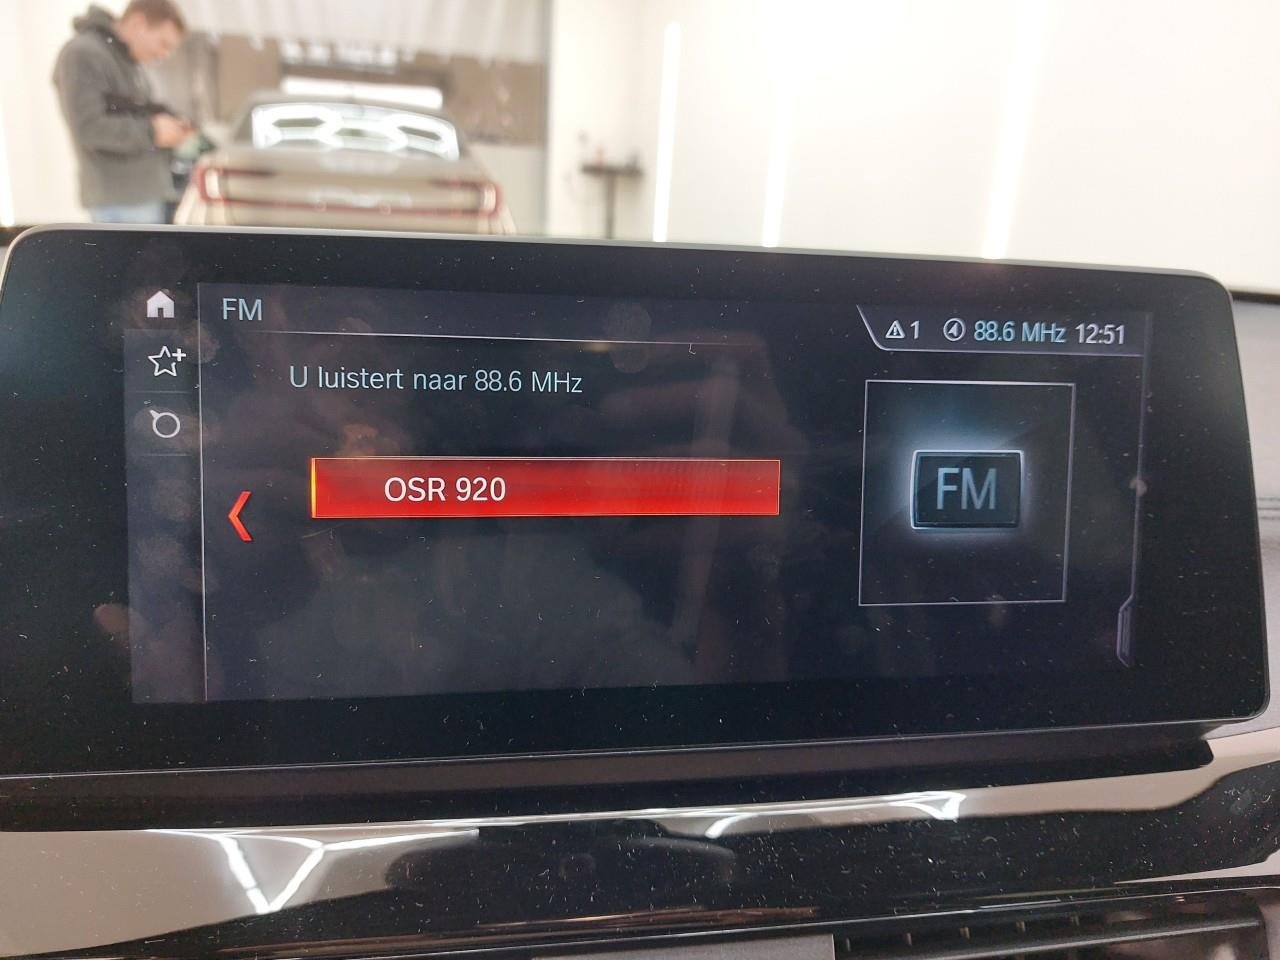 FM
1 88.6 MHz 12:51
U luistert naar 88.6 MHz
OSR 920
FM